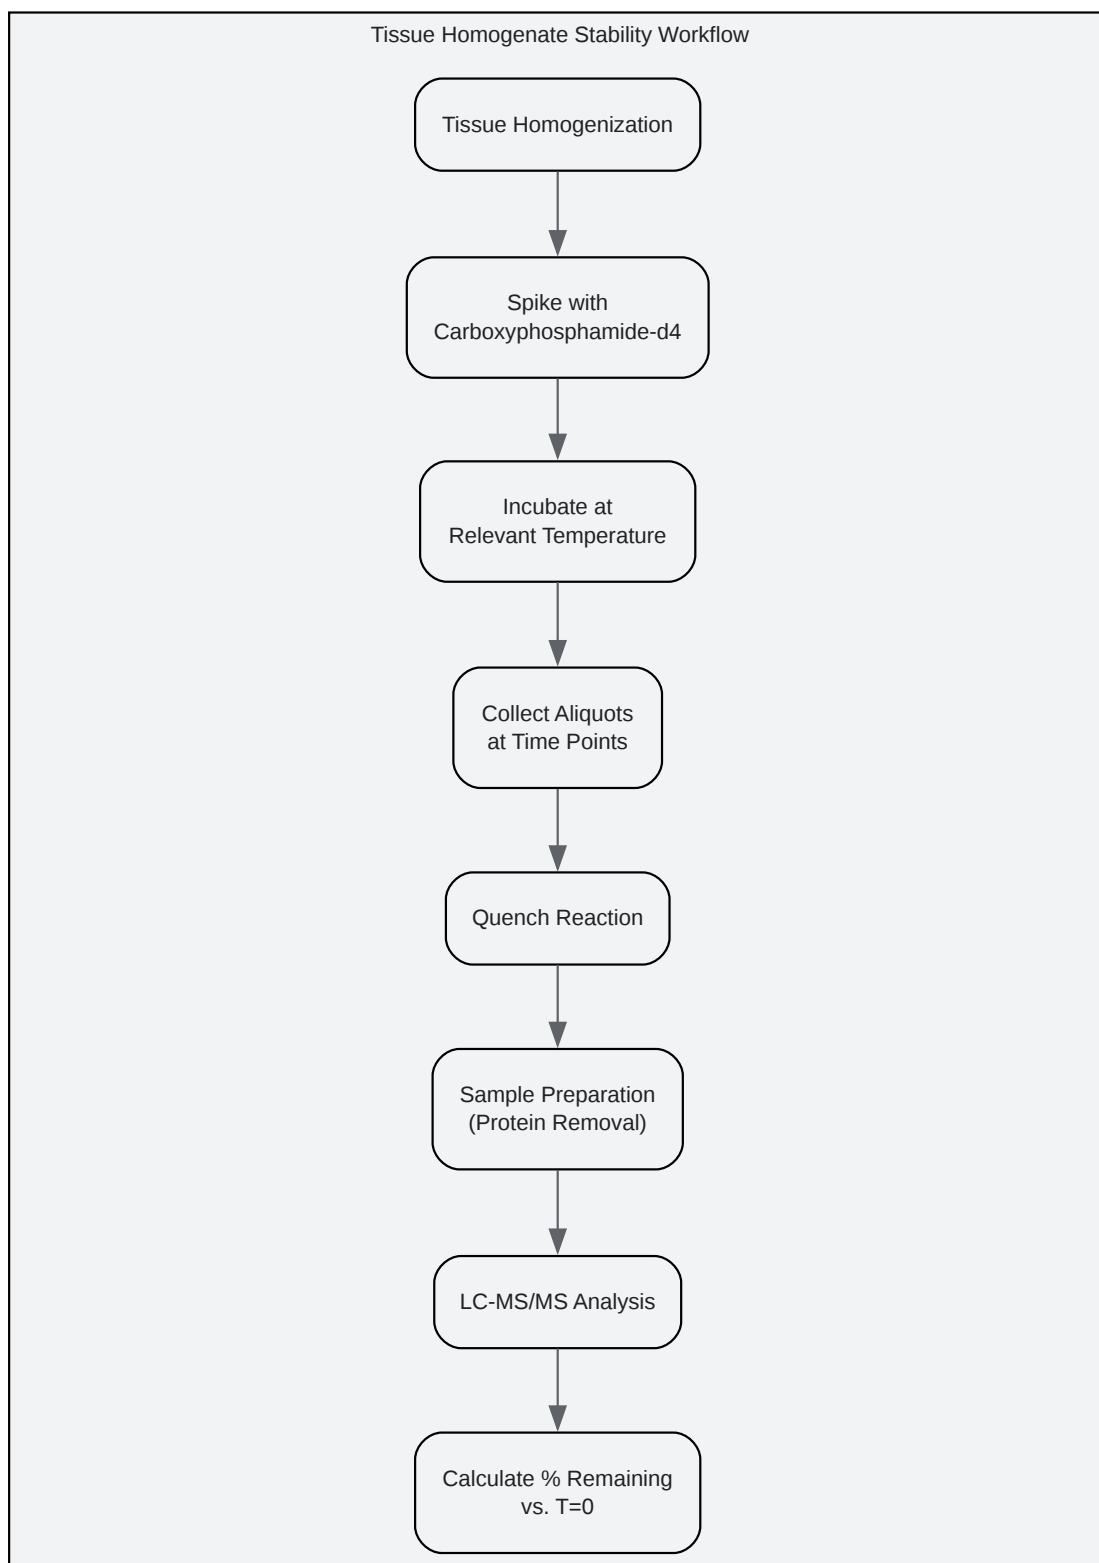 Tissue Homogenate Stability Workflow
Tissue Homogenization
Spike with
Carboxyphosphamide-d4
Incubate at
Relevant Temperature
Collect Aliquots
at Time Points
Quench Reaction
Sample Preparation
(Protein Removal)
LC-MS/MS Analysis
Calculate % Remaining
vs. T=0